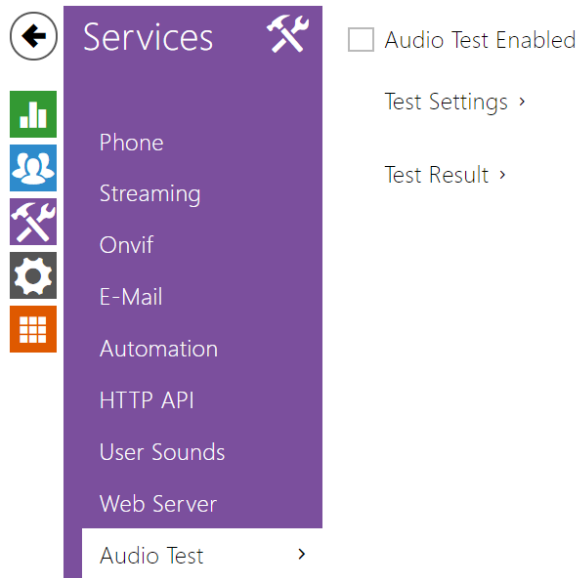 Services
Phone
Streaming
Onvif
E-Mail
Automation
HTTP API
User Sounds
Web Server
Audio Test
Audio Test Enabled
Test Settings
Test Result